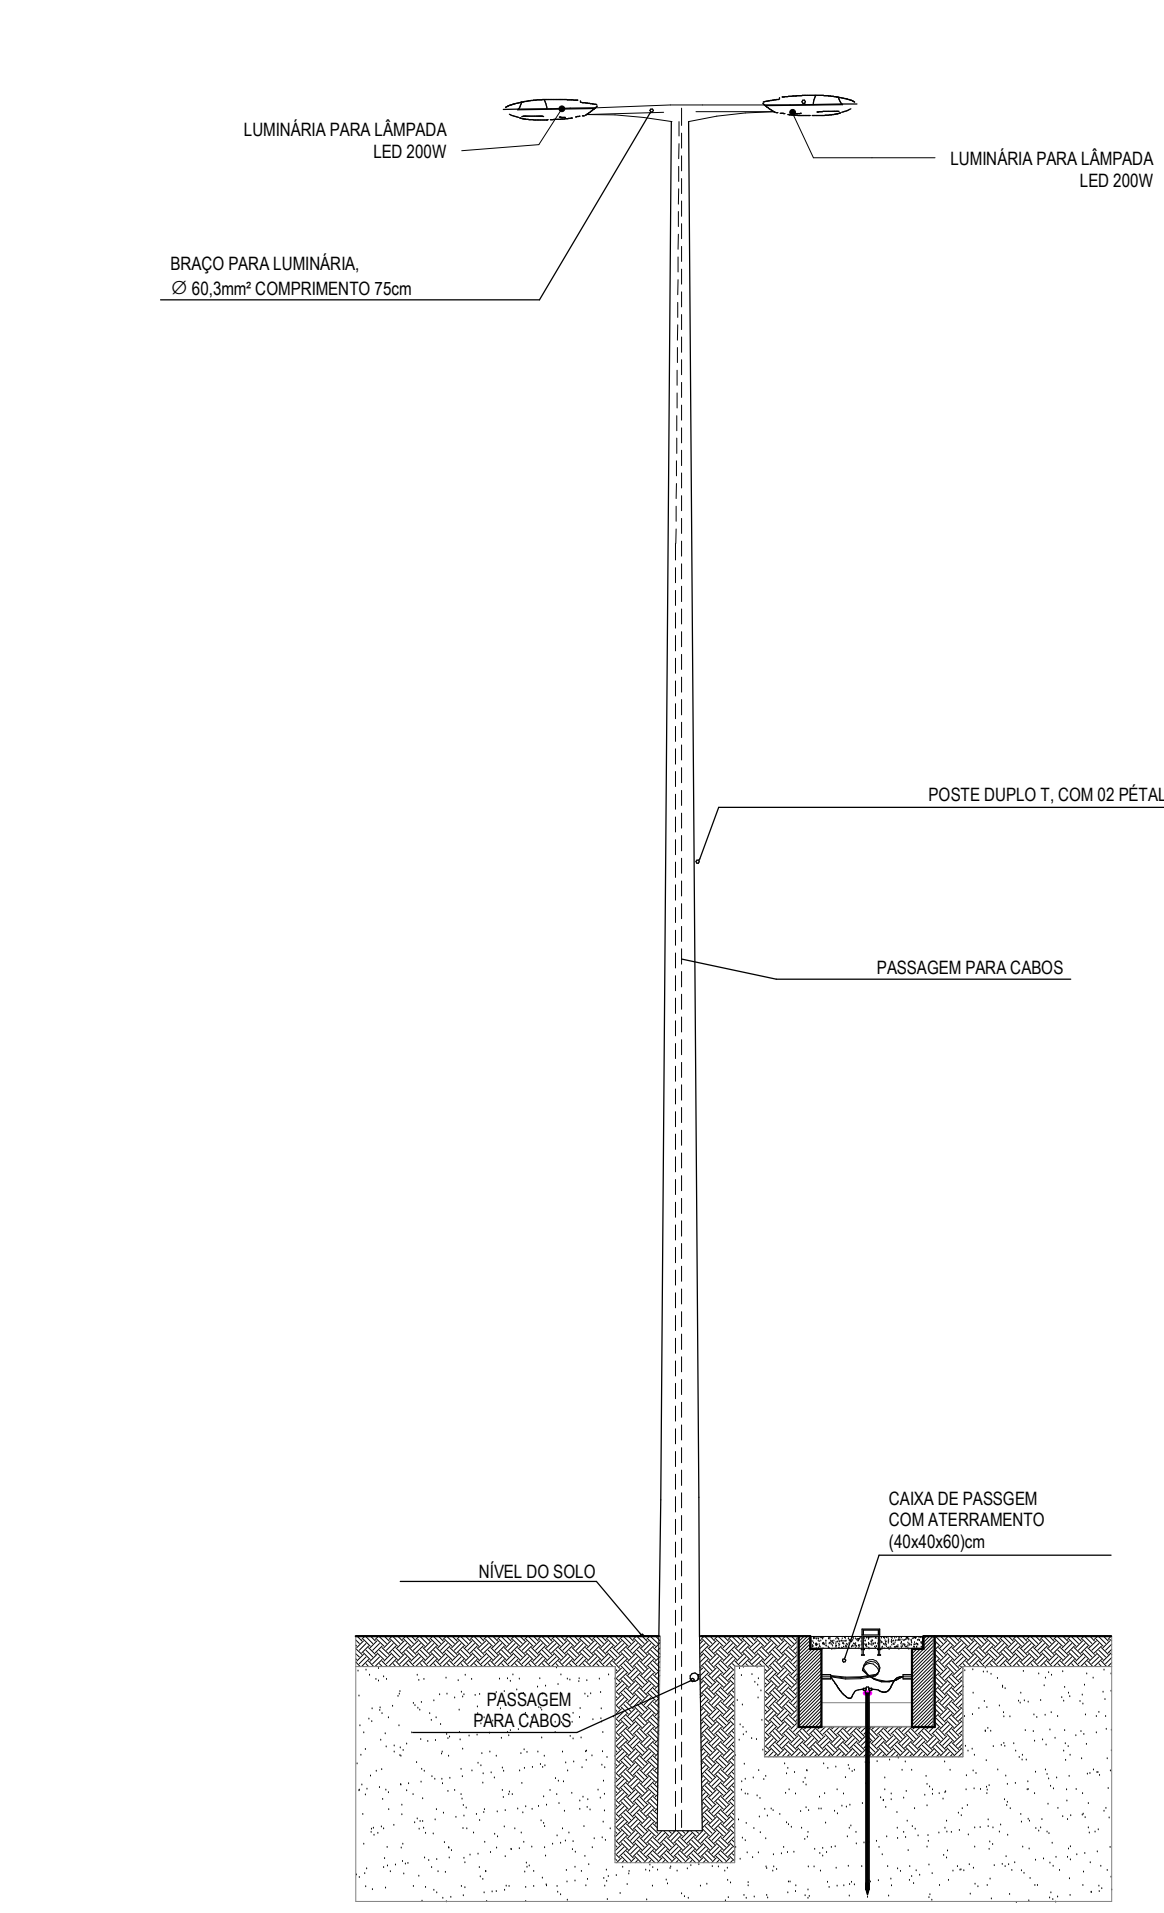 LUMINÁRIA PARA LÂMPADA
LED 200W
LUMINÁRIA PARA LÂMPADA
LED 200W
BRAÇO PARA LUMINÁRIA,
Ø 60,3mm² COMPRIMENTO 75cm
POSTE DUPLO T, COM 02 PÉTAL
PASSAGEM PARA CABOS
CAIXA DE PASSGEM
COM ATERRAMENTO
(40x40x60)cm
NÍVEL DO SOLO
PASSAGEM
PARA CABOS